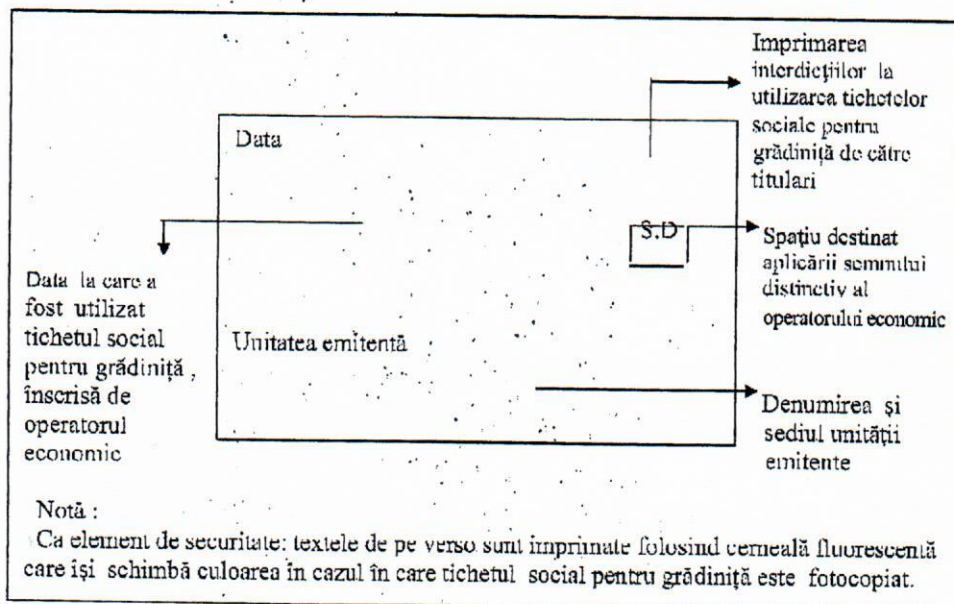 Imprimarea
interdicțiilor la
utilizarea tichetelor
sociale pentru
grădiniță de către
titulari
Data
S.D
Spațiu destinat
aplicării semnului
distinctiv al
operatorului economic
Data la care a
fost utilizat
tichetul social
pentru grădiniță ,
înscrisă de
operatorul
economic
Unitatea emitentă
Denumirea și
sediul unității
emitente
Notă :
Ca element de securitate: textele de pe verso sunt imprimate folosind cerneală fluorescentă
care își schimbă culoarea în cazul în care tichetul social pentru grădiniță este fotocopiat.